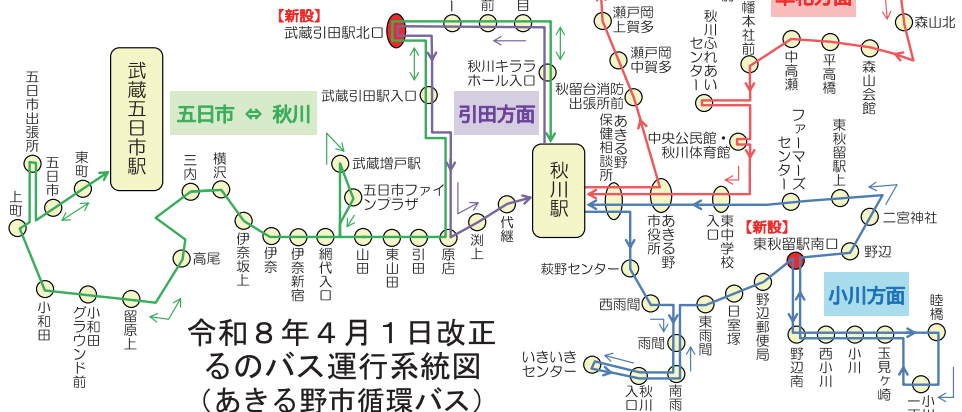 【新設】
武蔵引田駅北口
前
目
瀬戸岡
上賀多
秋川ふれあい
センター
幡本社前
草花方面
森山北
五日市出張所
武蔵五日市駅
五日市 ⇔ 秋川
武蔵引田駅入口
秋川キララ
ホール入口
引田方面
瀬戸岡
中賀多
秋留台消防
出張所前
あきる野
保健相談所
中央公民館・
秋川体育館
中高瀬
平高橋
森山会館
ファーマーズ
センター
東秋留駅上
上町
五日市
東町
三内
横沢
武蔵増戸駅
五日市ファイ
ンプラザ
秋川駅
伊奈坂上
伊奈
伊奈新宿
網代入口
山田
東山田
引田
原店
渕上
代継
あきる野
市役所
東中学校
入口
【新設】
東秋留駅南口
二宮神社
野辺
高尾
小和田
小和田
グラウンド前
留原上
萩野センター
西雨間
雨間
東雨間
日室塚
野辺郵便局
小川方面
野辺南
西小川
小川
玉見ヶ崎
睦橋
いきいき
センター
秋川
入口
南雨
小川
令和８年４月１日改正
るのバス運行系統図
（あきる野市循環バス）